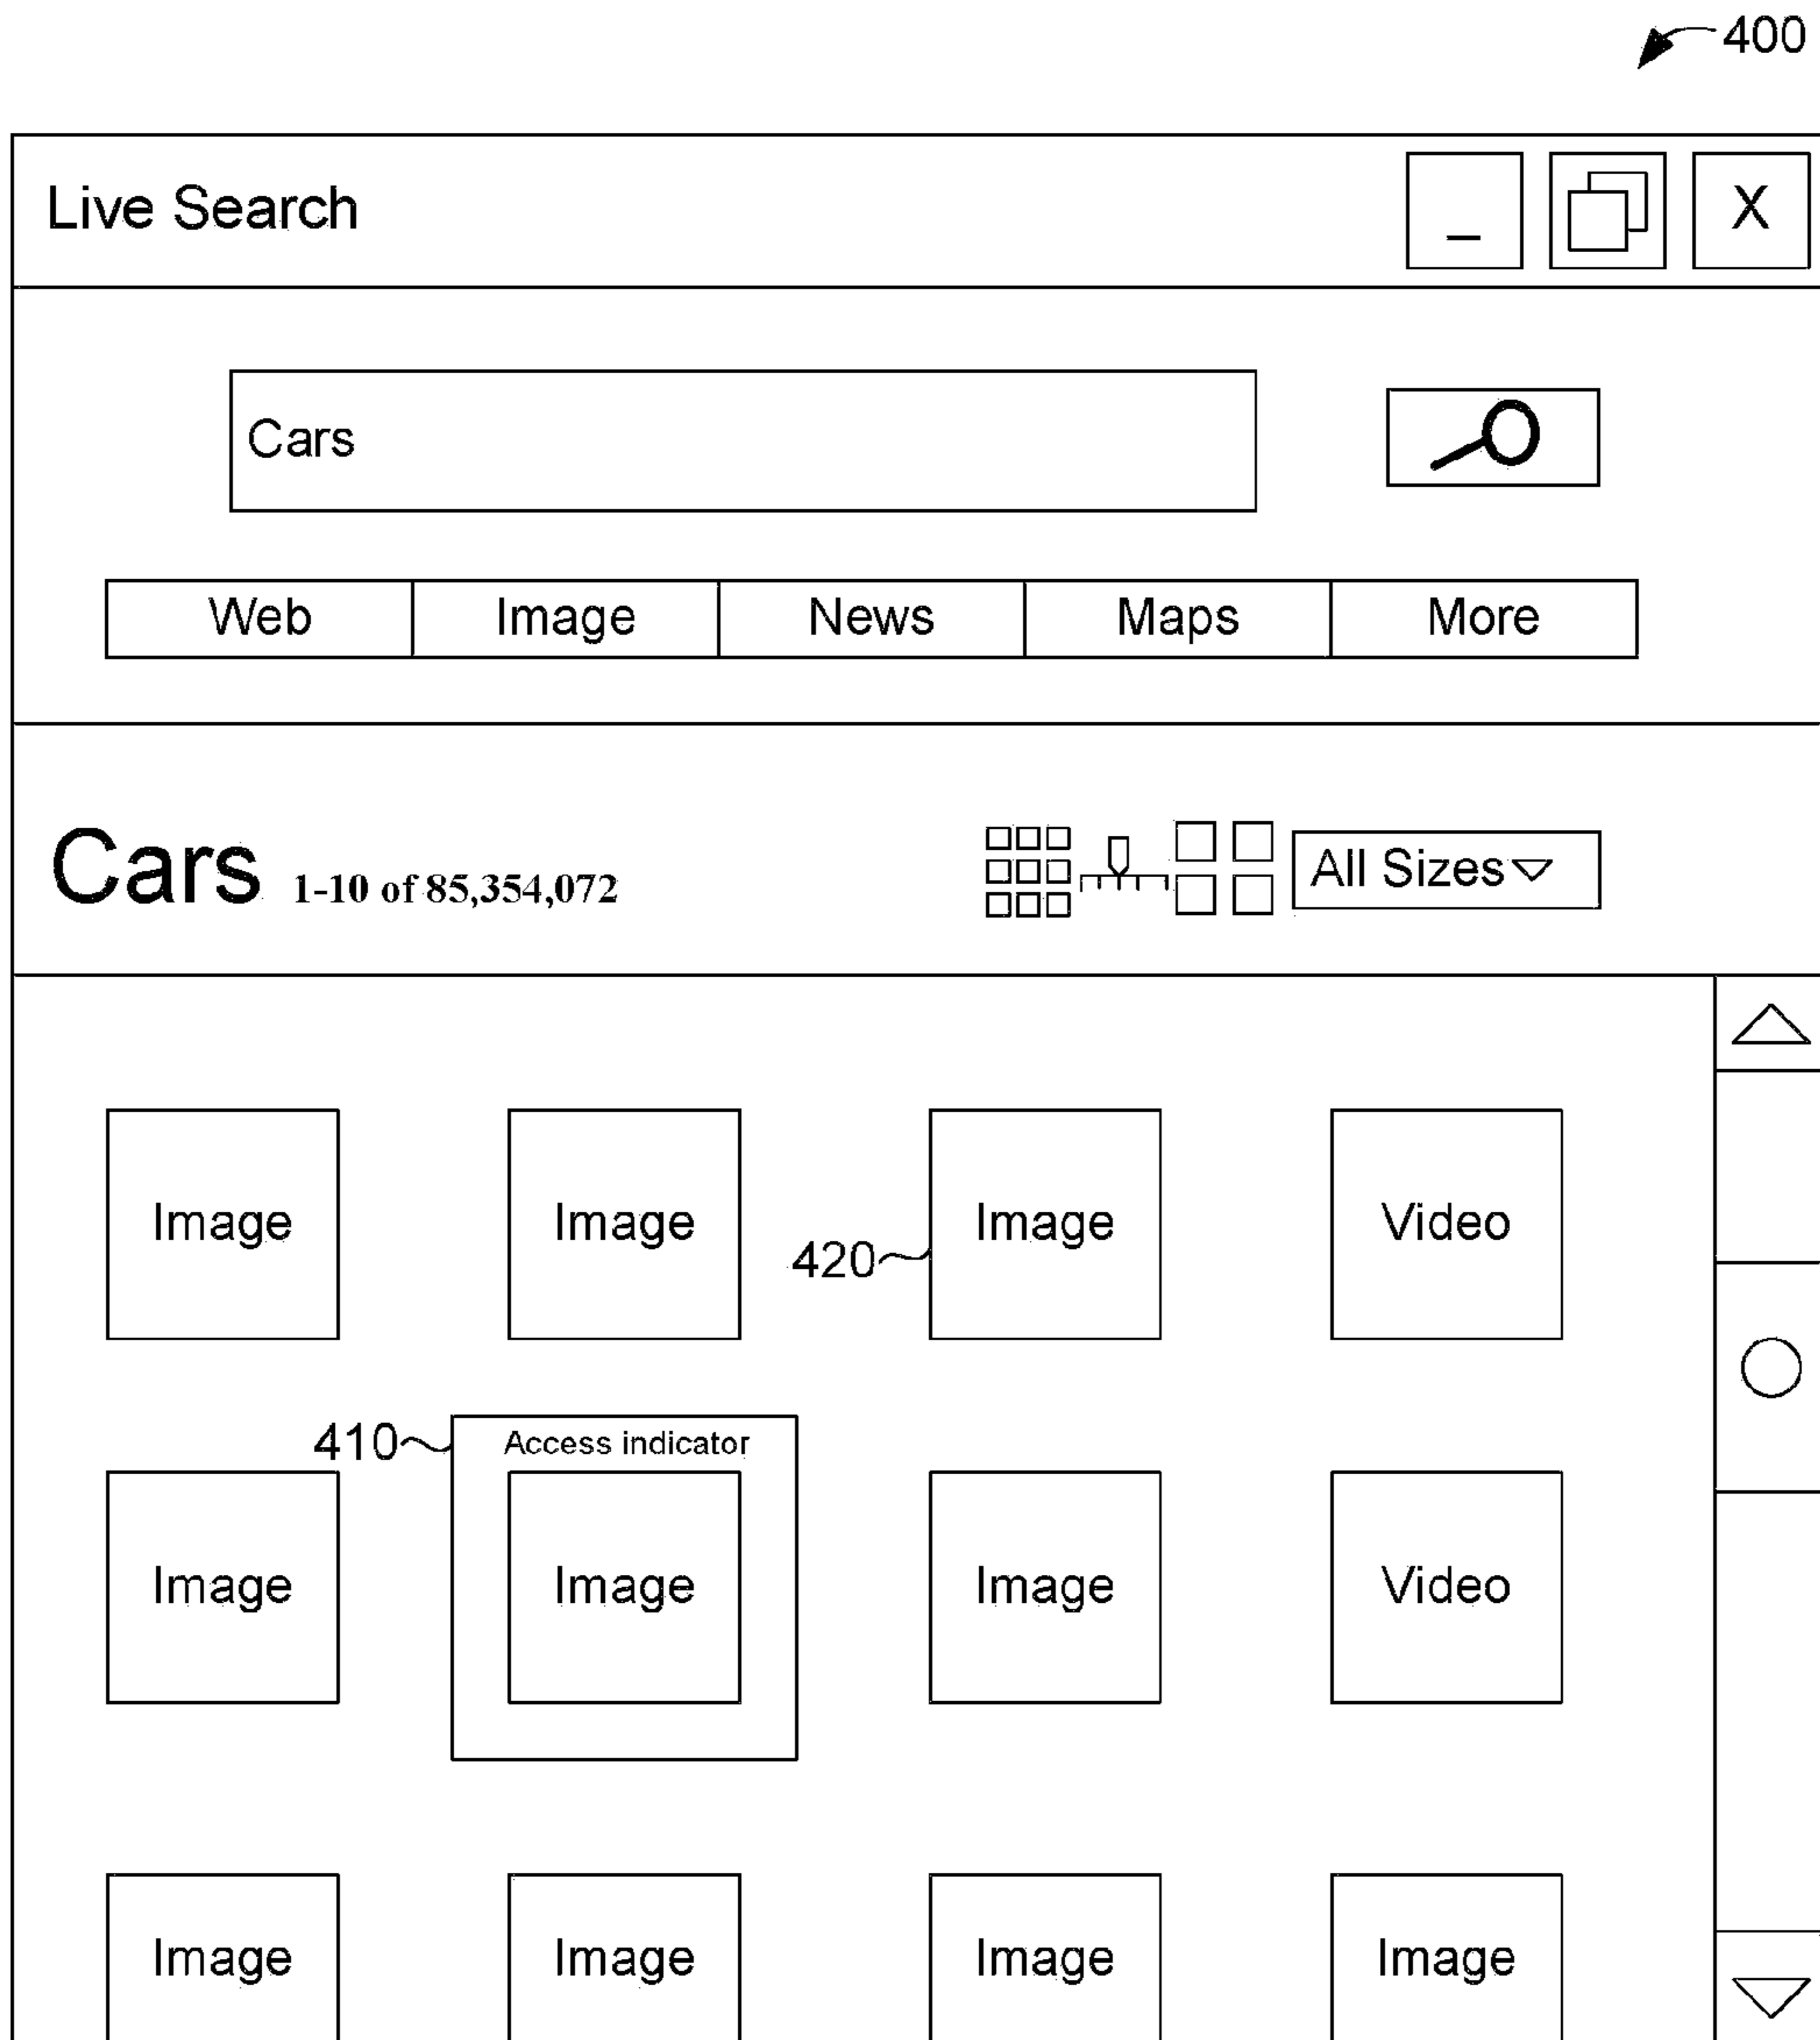 400
Live Search _ X
Cars
Web Image News Maps More
Cars 1-10 of 85,354,072 All Sizes
Image Image 420 Image Video
410 Access indicator
Image Image Image Video
Image Image Image Image